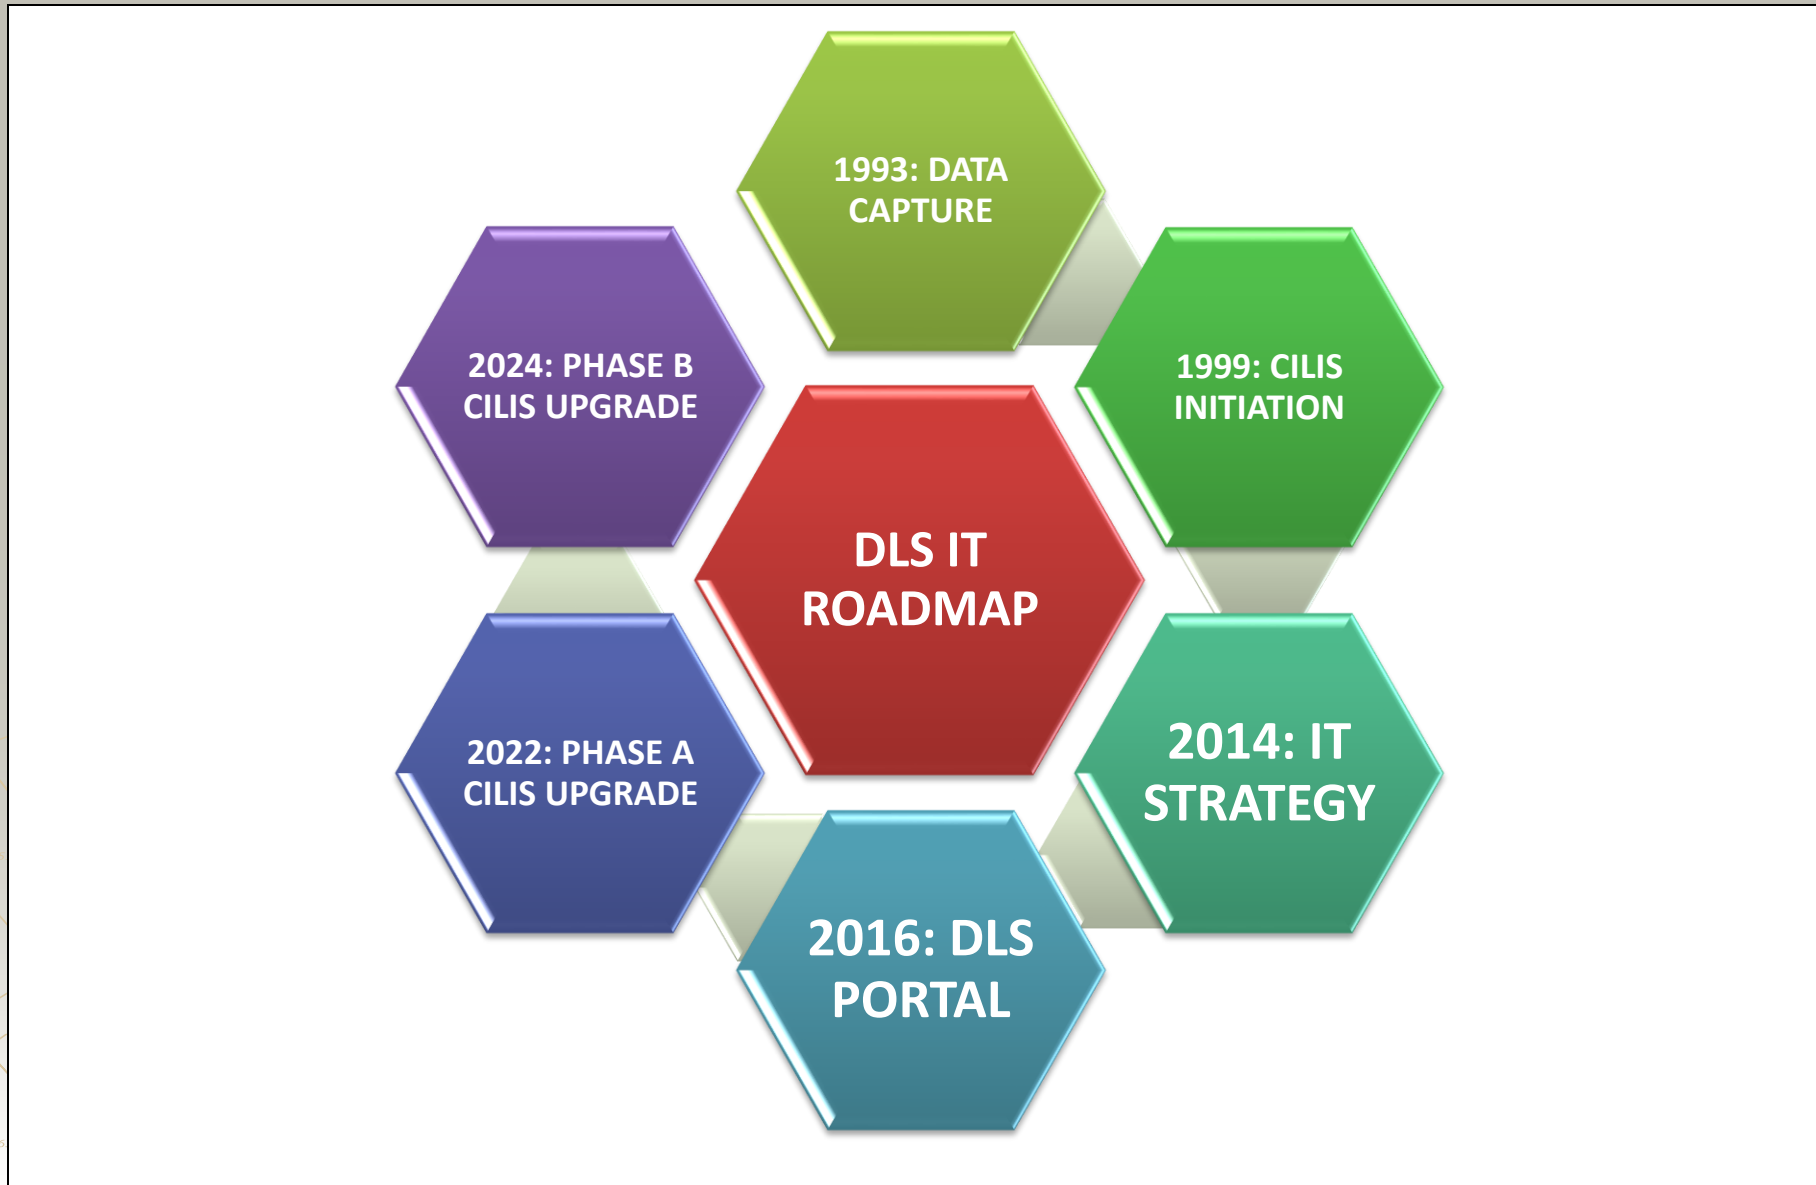 1993: DATA
CAPTURE
1999: CILIS
INITIATION
2014: IT
STRATEGY
2016: DLS
PORTAL
2022: PHASE A
CILIS UPGRADE
2024: PHASE B
CILIS UPGRADE
DLS IT
ROADMAP